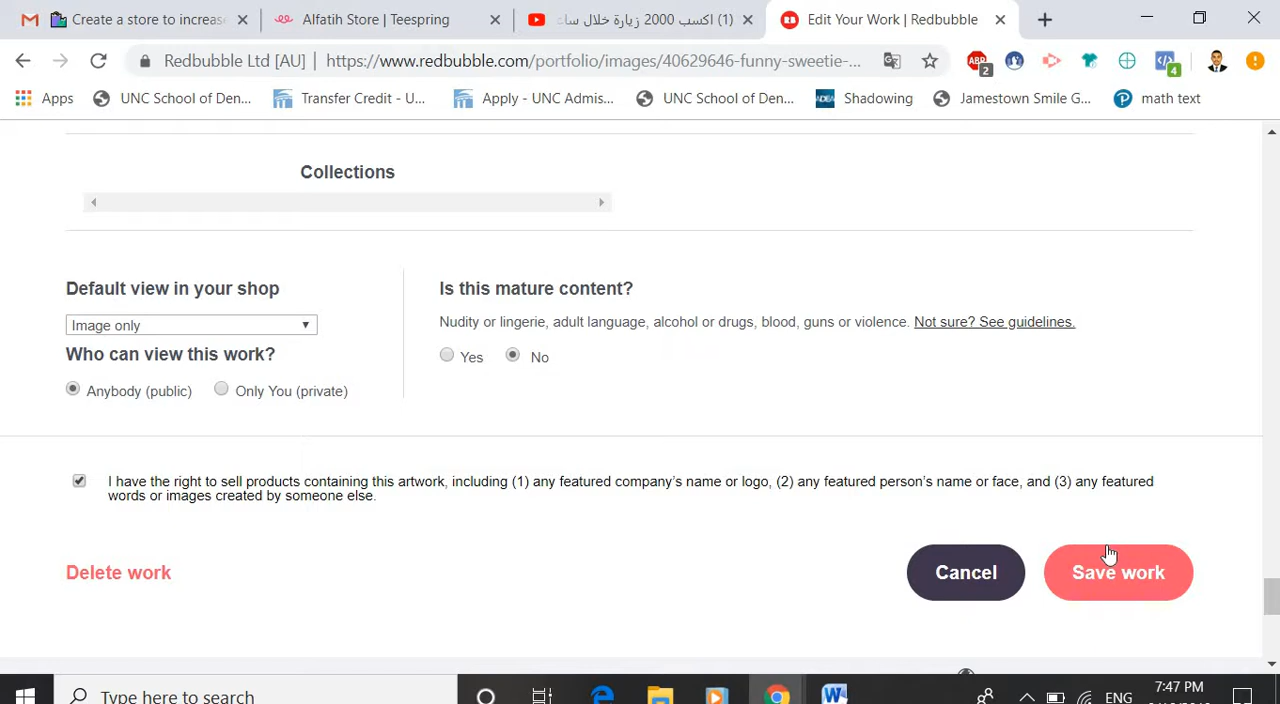 Create a store to increas
Alfatih Store | Teespring
(1) اكسب 2000 زيارة خلال ساع
Edit Your Work | Redbubble
Redbubble Ltd [AU] | https://www.redbubble.com/portfolio/images/40629646-funny-sweetie-...
ABP
2
4
Apps
UNC School of Den...
Transfer Credit - U...
Apply - UNC Admis...
UNC School of Den...
ADEA
Shadowing
Jamestown Smile G...
math text
Collections
Default view in your shop
Image only
Who can view this work?
Anybody (public)
Only You (private)
Is this mature content?
Nudity or lingerie, adult language, alcohol or drugs, blood, guns or violence. Not sure? See guidelines.
Yes
No
I have the right to sell products containing this artwork, including (1) any featured company's name or logo, (2) any featured person's name or face, and (3) any featured
words or images created by someone else.
Delete work
Cancel
Save work
Type here to search
ENG
7:47 PM